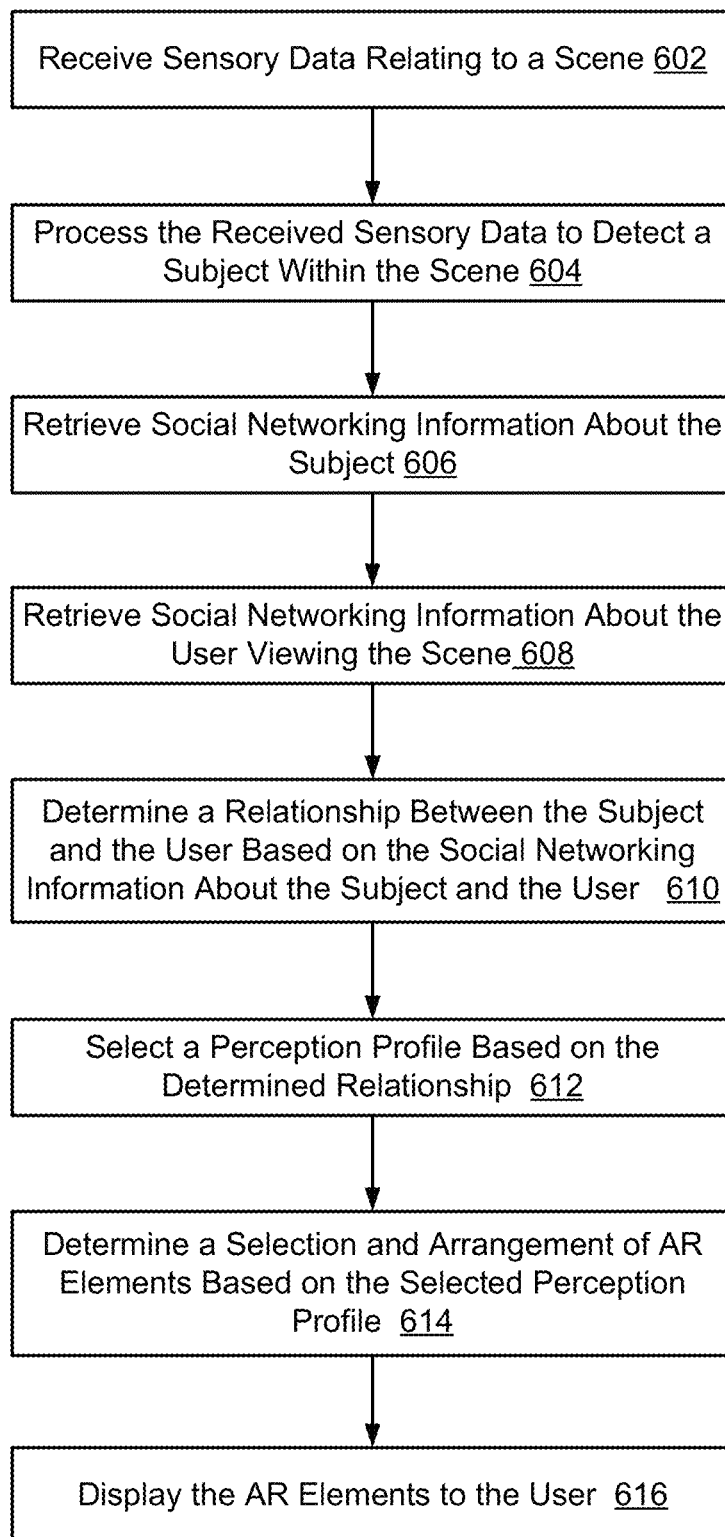 Receive Sensory Data Relating to a Scene 602
Process the Received Sensory Data to Detect a
Subject Within the Scene 604
Retrieve Social Networking Information About the
Subject 606
Retrieve Social Networking Information About the
User Viewing the Scene 608
Determine a Relationship Between the Subject
and the User Based on the Social Networking
Information About the Subject and the User 610
Select a Perception Profile Based on the
Determined Relationship 612
Determine a Selection and Arrangement of AR
Elements Based on the Selected Perception
Profile 614
Display the AR Elements to the User 616